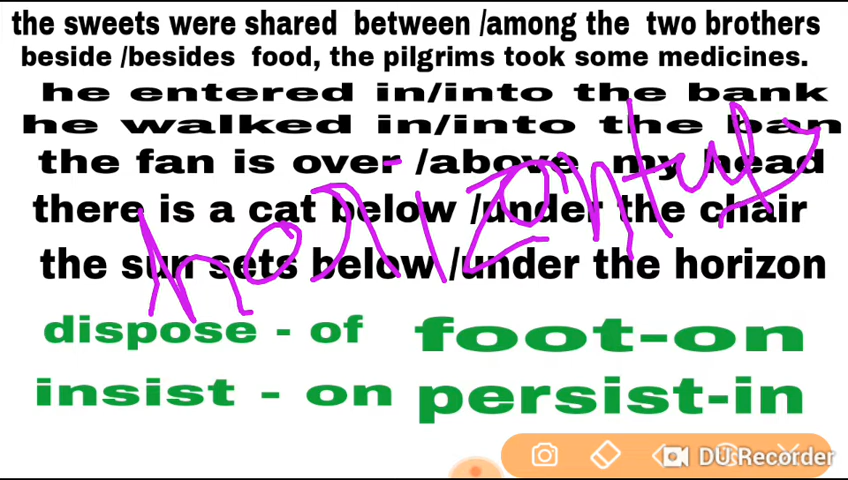 the sweets were shared between /among the two brothers
beside /besides food, the pilgrims took some medicines.
he entered in/into the bank
he walked in/into the ban
the fan is over /above my head
there is a cat below /under the chair
the sun sets below /under the horizon
dispose - of foot-on
insist - on persist-in
DU Recorder